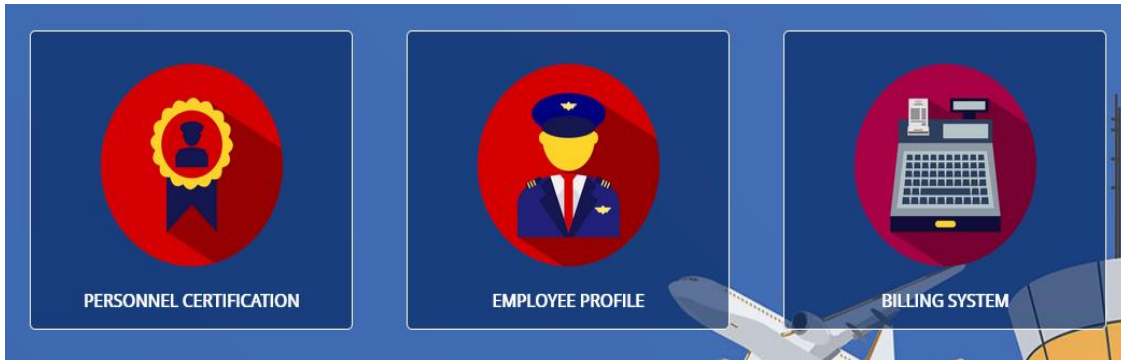 PERSONNEL CERTIFICATION
EMPLOYEE PROFILE
BILLING SYSTEM